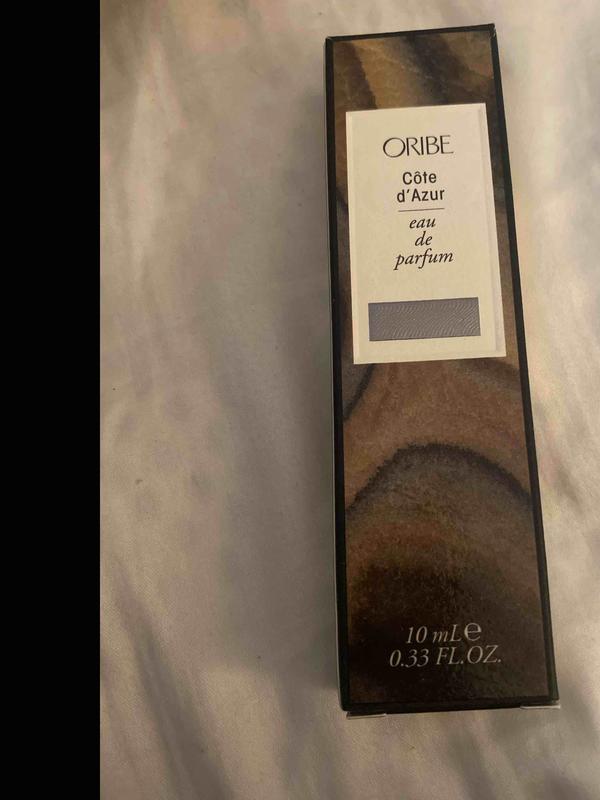 ORIBE
Côte
d'Azur
eau
de
parfum
10 mL℮
0.33 FL.OZ.